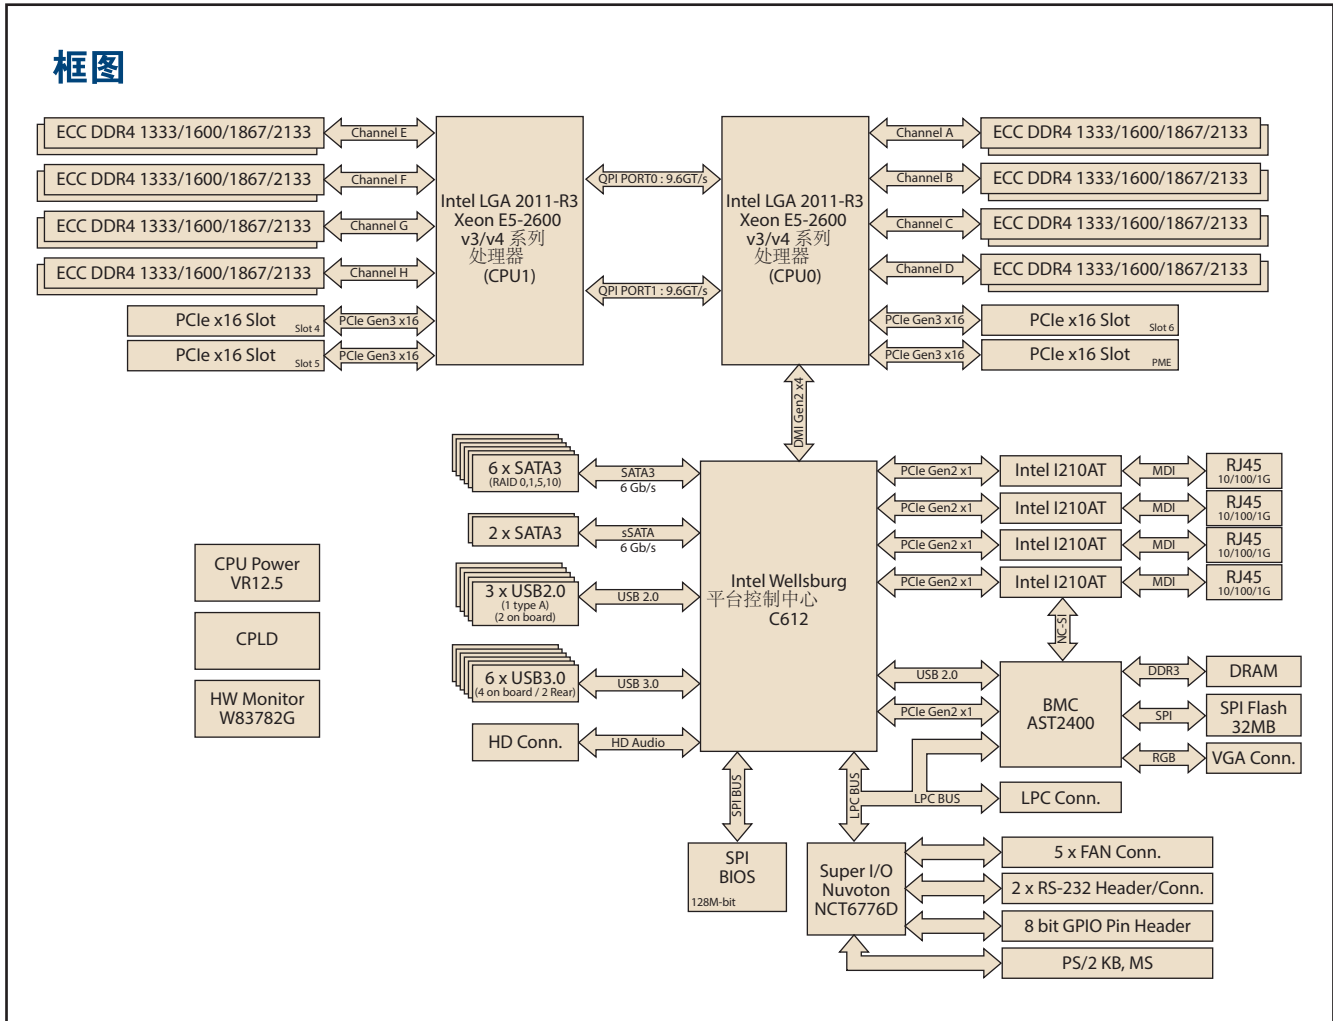 框图
ECC DDR4 1333/1600/1867/2133
Channel E
ECC DDR4 1333/1600/1867/2133
Channel F
ECC DDR4 1333/1600/1867/2133
Channel G
ECC DDR4 1333/1600/1867/2133
Channel H
PCIe x16 Slot
Slot 4
PCIe Gen3 x16
PCIe x16 Slot
Slot 5
PCIe Gen3 x16
Intel LGA 2011-R3
Xeon E5-2600
v3/v4 系列
处理器
(CPU1)
QPI PORT0 : 9.6GT/s
QPI PORT1 : 9.6GT/s
Intel LGA 2011-R3
Xeon E5-2600
v3/v4 系列
处理器
(CPU0)
Channel A
ECC DDR4 1333/1600/1867/2133
Channel B
ECC DDR4 1333/1600/1867/2133
Channel C
ECC DDR4 1333/1600/1867/2133
Channel D
ECC DDR4 1333/1600/1867/2133
PCIe Gen3 x16
PCIe x16 Slot
Slot 6
PCIe Gen3 x16
PCIe x16 Slot
PME
DMI Gen2 x4
6 x SATA3
(RAID 0,1,5,10)
SATA3
6 Gb/s
2 x SATA3
sSATA
6 Gb/s
3 x USB2.0
(1 type A)
(2 on board)
USB 2.0
6 x USB3.0
(4 on board / 2 Rear)
USB 3.0
HD Conn.
HD Audio
CPU Power
VR12.5
CPLD
HW Monitor
W83782G
Intel Wellsburg
平台控制中心
C612
PCIe Gen2 x1
Intel I210AT
MDI
RJ45
10/100/1G
PCIe Gen2 x1
Intel I210AT
MDI
RJ45
10/100/1G
PCIe Gen2 x1
Intel I210AT
MDI
RJ45
10/100/1G
PCIe Gen2 x1
Intel I210AT
MDI
RJ45
10/100/1G
NC-SI
USB 2.0
PCIe Gen2 x1
BMC
AST2400
DDR3
DRAM
SPI
SPI Flash
32MB
RGB
VGA Conn.
SPI BUS
LPC BUS
LPC BUS
LPC Conn.
SPI
BIOS
128M-bit
Super I/O
Nuvoton
NCT6776D
5 x FAN Conn.
2 x RS-232 Header/Conn.
8 bit GPIO Pin Header
PS/2 KB, MS